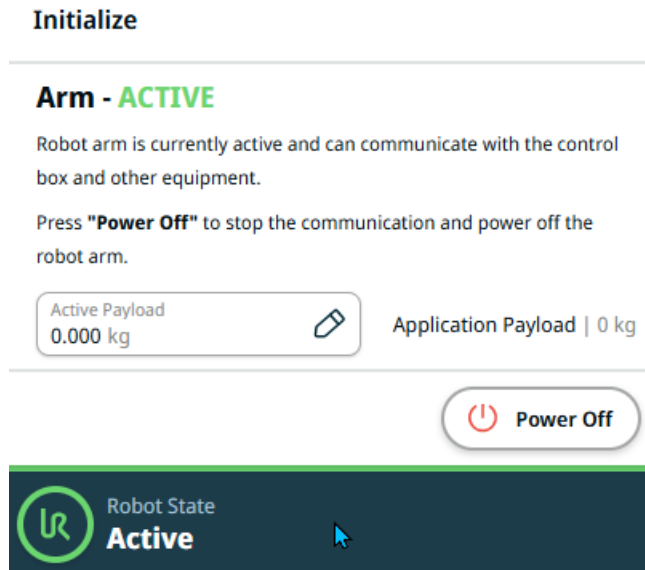 Initialize
Arm - ACTIVE
Robot arm is currently active and can communicate with the control
box and other equipment.
Press "Power Off" to stop the communication and power off the
robot arm.
Active Payload
0.000 kg
Application Payload | 0 kg
Power Off
Robot State
Active